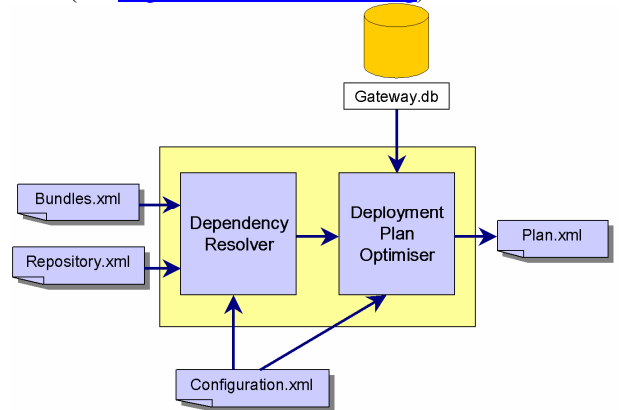 Gateway.db
Bundles.xml
Repository.xml
Dependency
Resolver
Deployment
Plan
Optimiser
Plan.xml
Configuration.xml